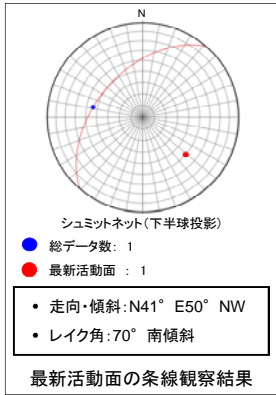 N
シュミットネット(下半球投影)
総データ数: 1
最新活動面 : 1
• 走向・傾斜:N41° E50° NW
• レイク角:70° 南傾斜
最新活動面の条線観察結果